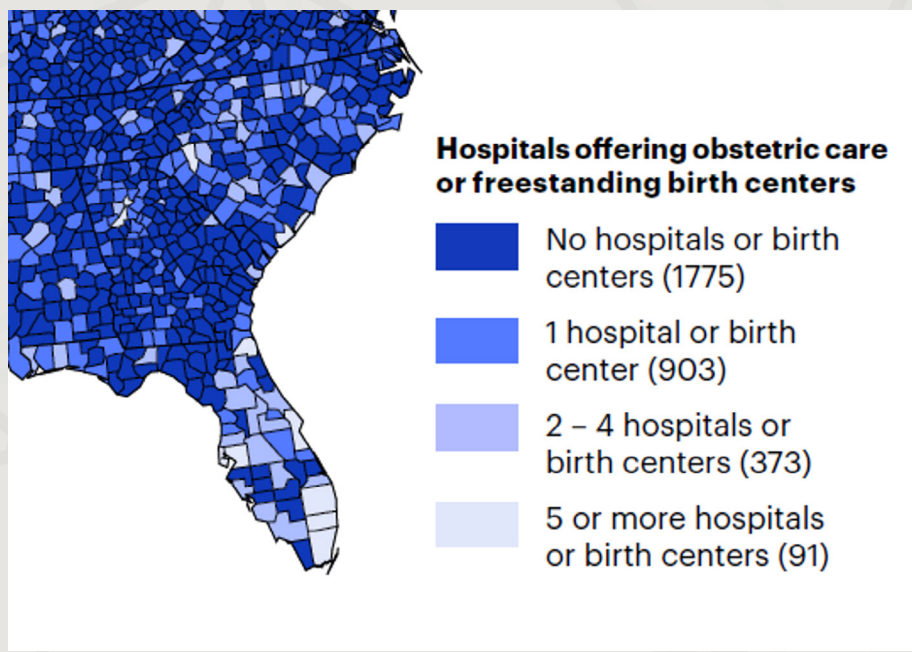 Hospitals offering obstetric care
or freestanding birth centers
No hospitals or birth
centers (1775)
1 hospital or birth
center (903)
2 – 4 hospitals or
birth centers (373)
5 or more hospitals
or birth centers (91)